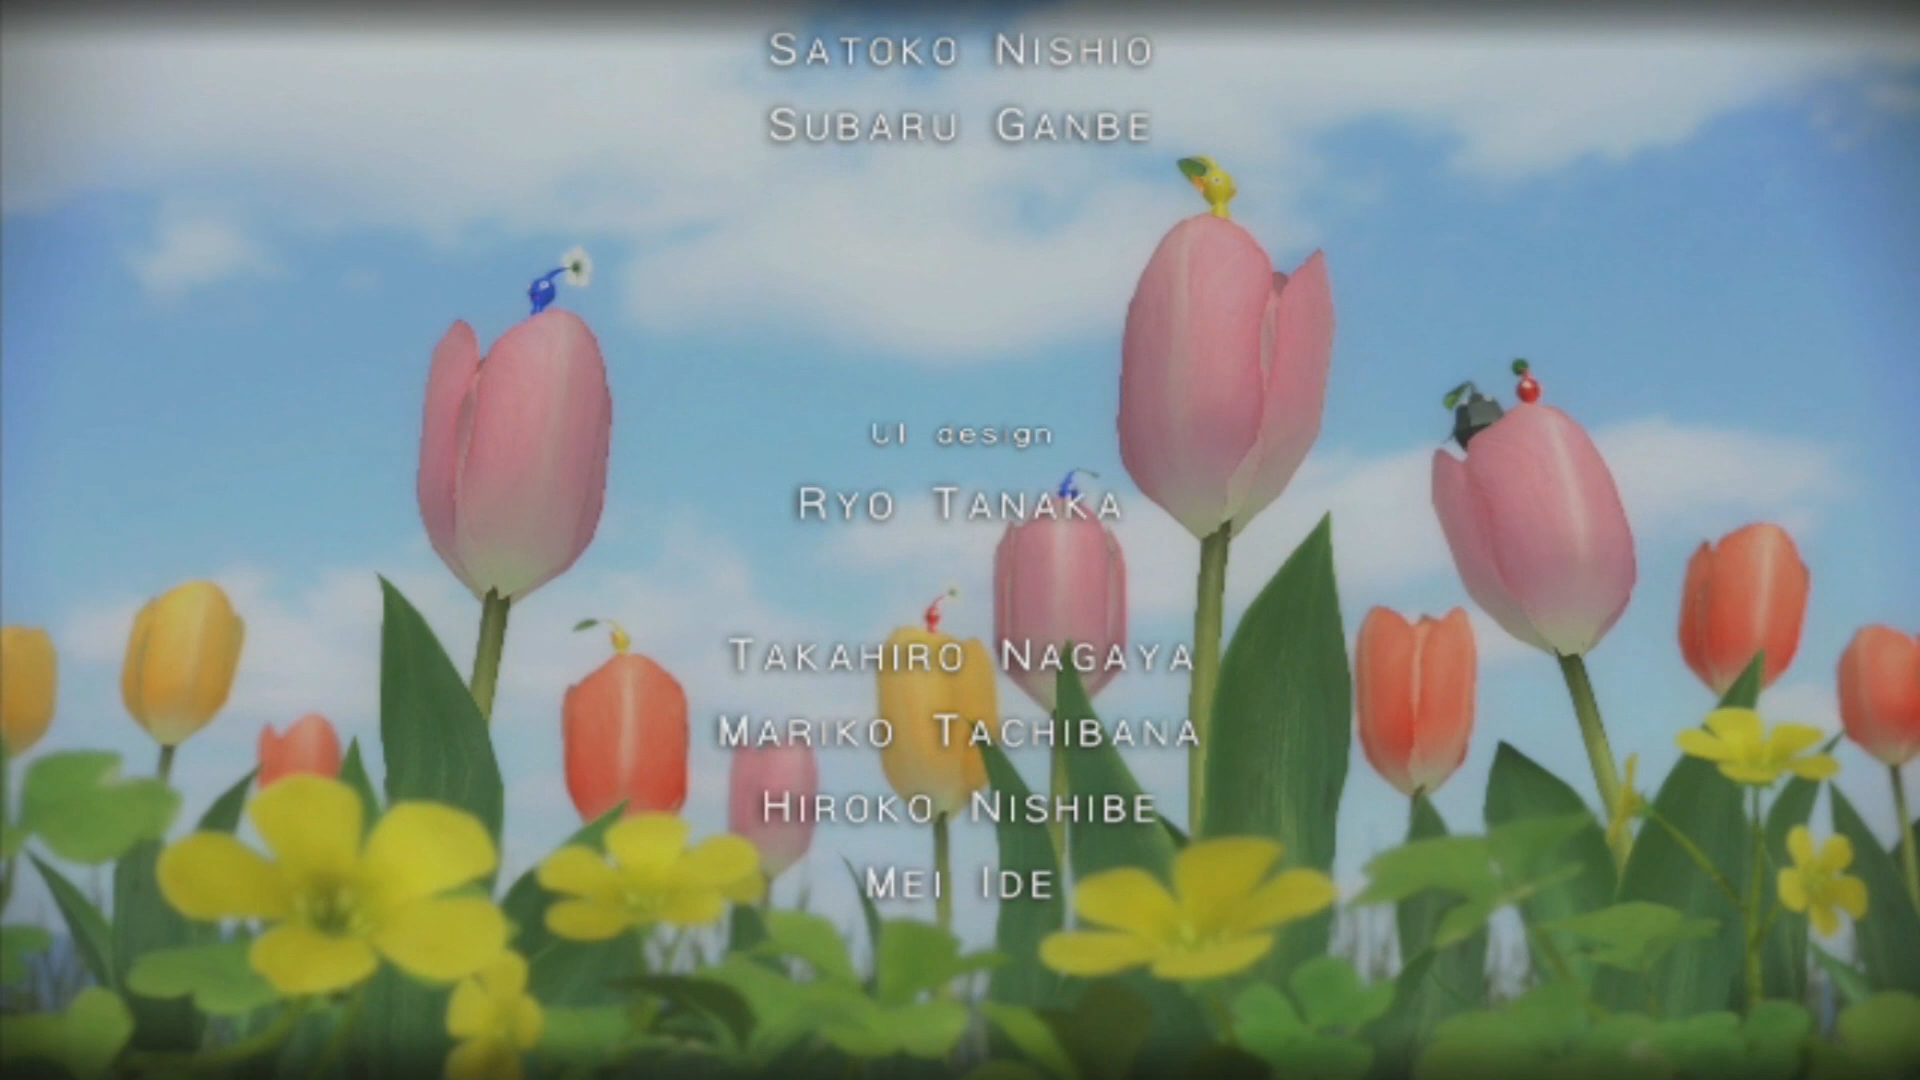 SATOKO NISHIO
SUBARU GANBE
UI design
RYO TANAKA
TAKAHIRO NAGAYA
MARIKO TACHIBANA
HIROKO NISHIBE
MEI IDE